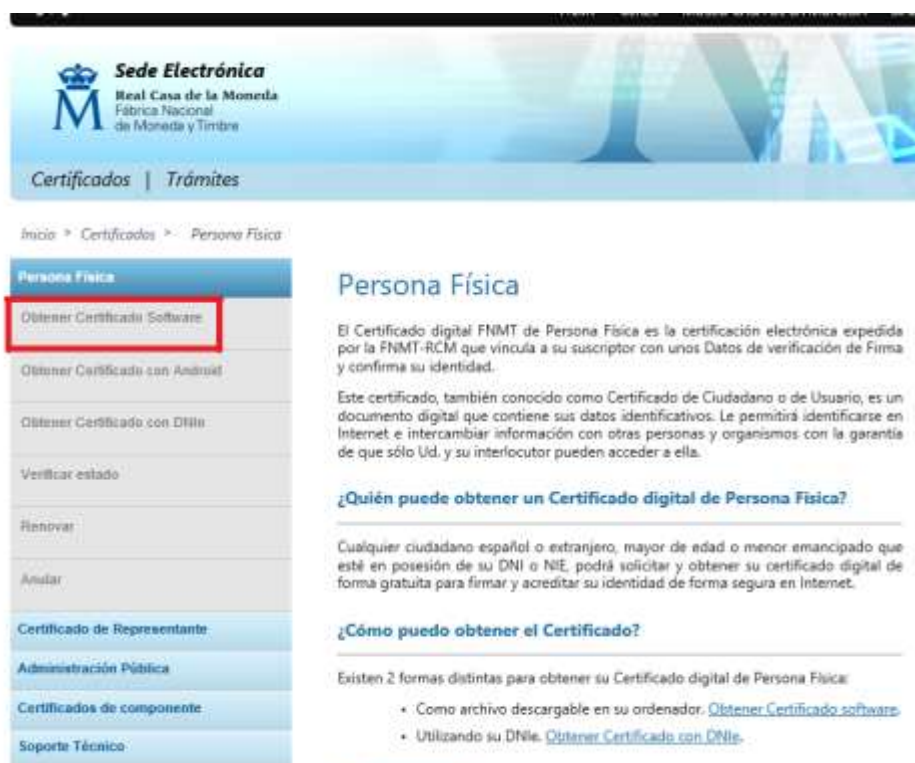 Sede Electrónica
Real Casa de la Moneda
Fábrica Nacional
de Moneda y Timbre
Certificados | Trámites
Inicio > Certificados > Persona Física
Persona Física
Obtener Certificado Software
Obtener Certificado con Android
Obtener Certificado con DNIe
Verificar estado
Renovar
Anular
Certificado de Representante
Administración Pública
Certificados de componente
Soporte Técnico
Persona Física
El Certificado digital FNMT de Persona Física es la certificación electrónica expedida
por la FNMT-RCM que vincula a su suscriptor con unos Datos de verificación de Firma
y confirma su identidad.
Este certificado, también conocido como Certificado de Ciudadano o de Usuario, es un
documento digital que contiene sus datos identificativos. Le permitirá identificarse en
Internet e intercambiar información con otras personas y organismos con la garantía
de que sólo Ud. y su interlocutor pueden acceder a ella.
¿Quién puede obtener un Certificado digital de Persona Física?
Cualquier ciudadano español o extranjero, mayor de edad o menor emancipado que
esté en posesión de su DNI o NIE, podrá solicitar y obtener su certificado digital de
forma gratuita para firmar y acreditar su identidad de forma segura en Internet.
¿Cómo puedo obtener el Certificado?
Existen 2 formas distintas para obtener su Certificado digital de Persona Física:
• Como archivo descargable en su ordenador. Obtener Certificado software.
• Utilizando su DNIe. Obtener Certificado con DNIe.